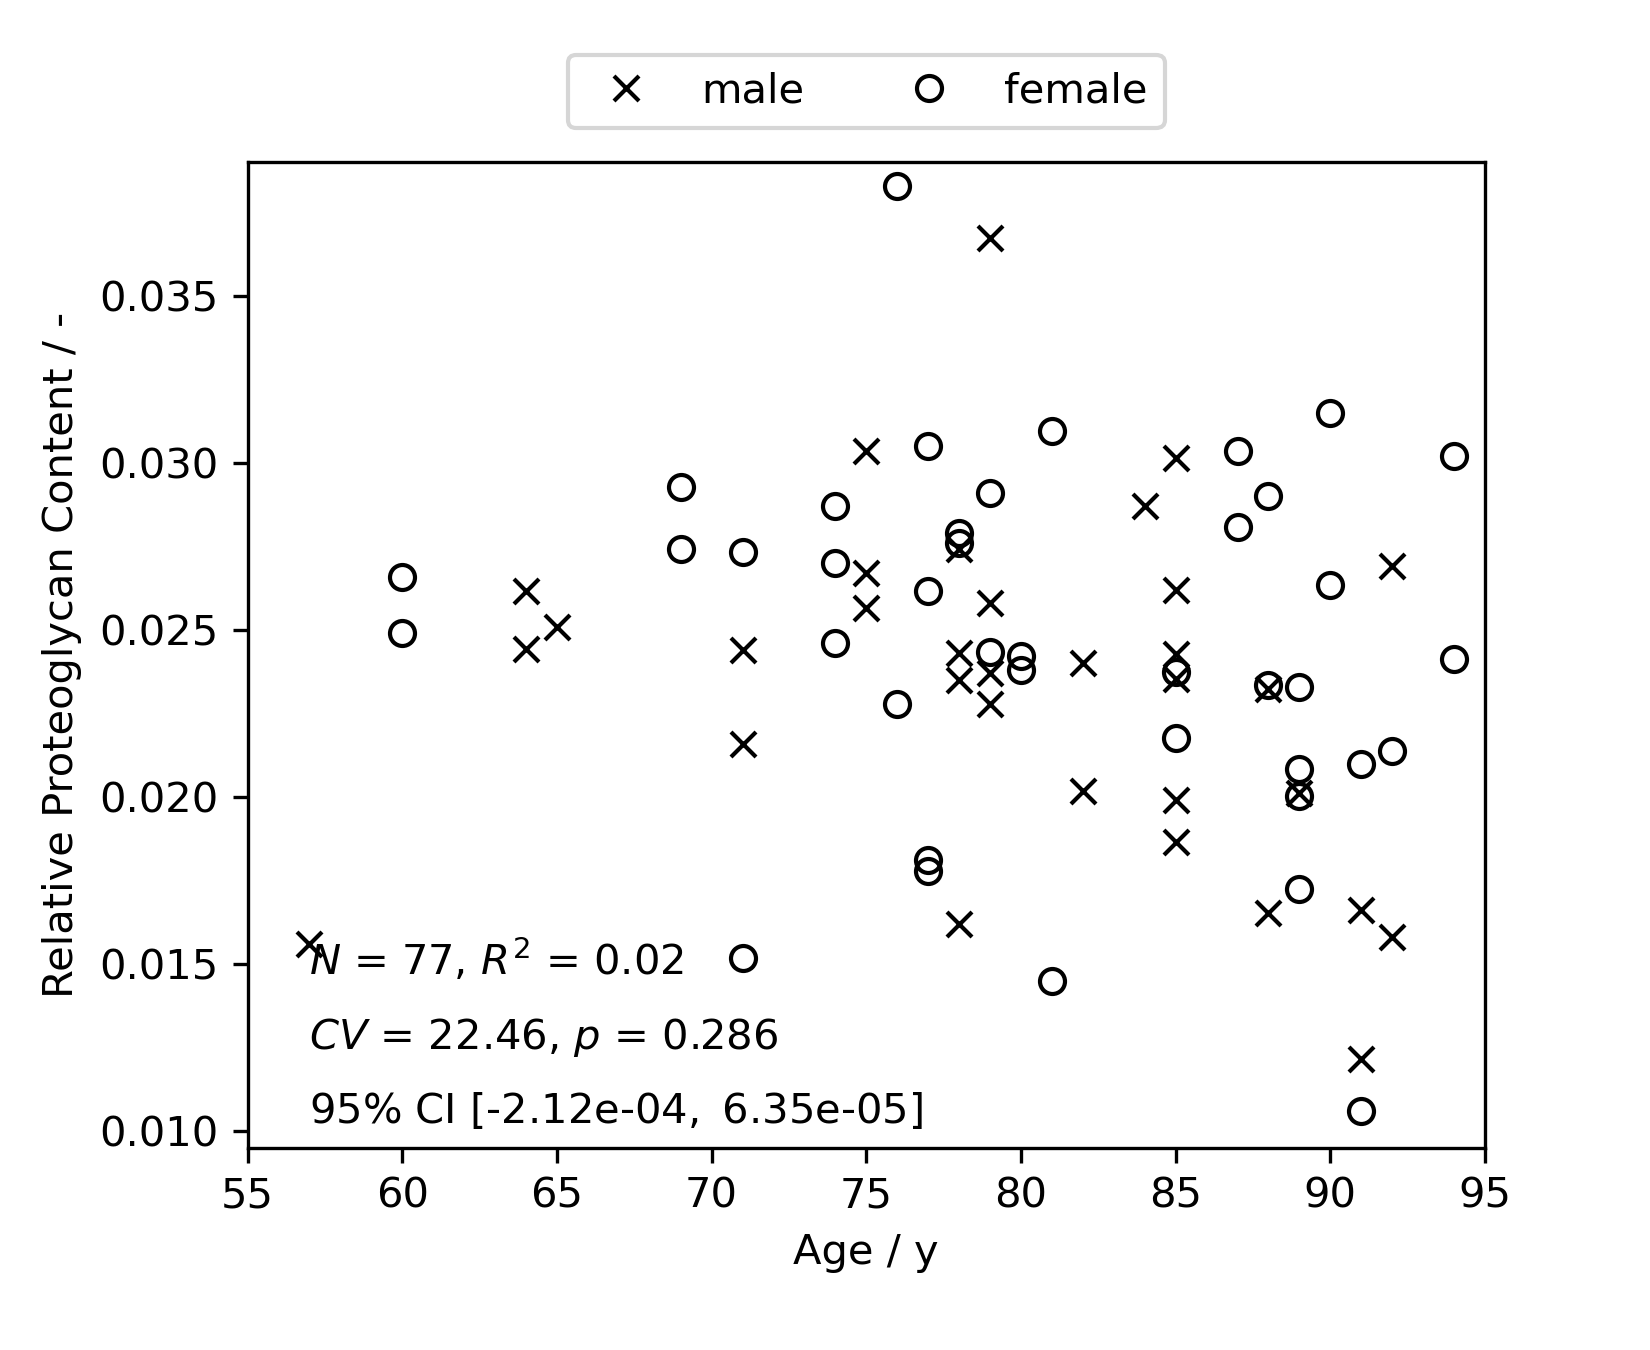 male female
Relative Proteoglycan Content / -
0.035
0.030
0.025
0.020
0.015
0.010
N = 77, R² = 0.02
CV = 22.46, p = 0.286
95% CI [-2.12e-04, 6.35e-05]
55 60 65 70 75 80 85 90 95
Age / y